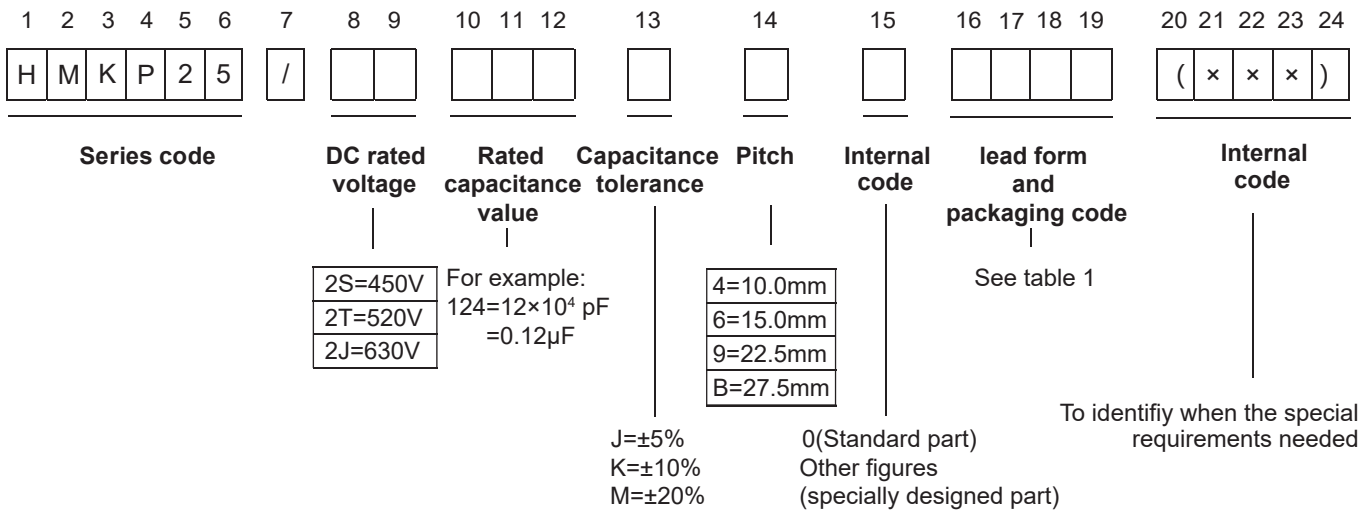 1 2 3 4 5 6 7 8 9 10 11 12 13 14 15 16 17 18 19 20 21 22 23 24
H M K P 2 5 / ( × × × )
Series code
DC rated
voltage
Rated
capacitance
value
Capacitance
tolerance
Pitch
Internal
code
lead form
and
packaging code
Internal
code
2S=450V
2T=520V
2J=630V
For example:
124=12×10⁴ pF
=0.12μF
4=10.0mm
6=15.0mm
9=22.5mm
B=27.5mm
See table 1
J=±5%
K=±10%
M=±20%
0(Standard part)
Other figures
(specially designed part)
To identifiy when the special
requirements needed